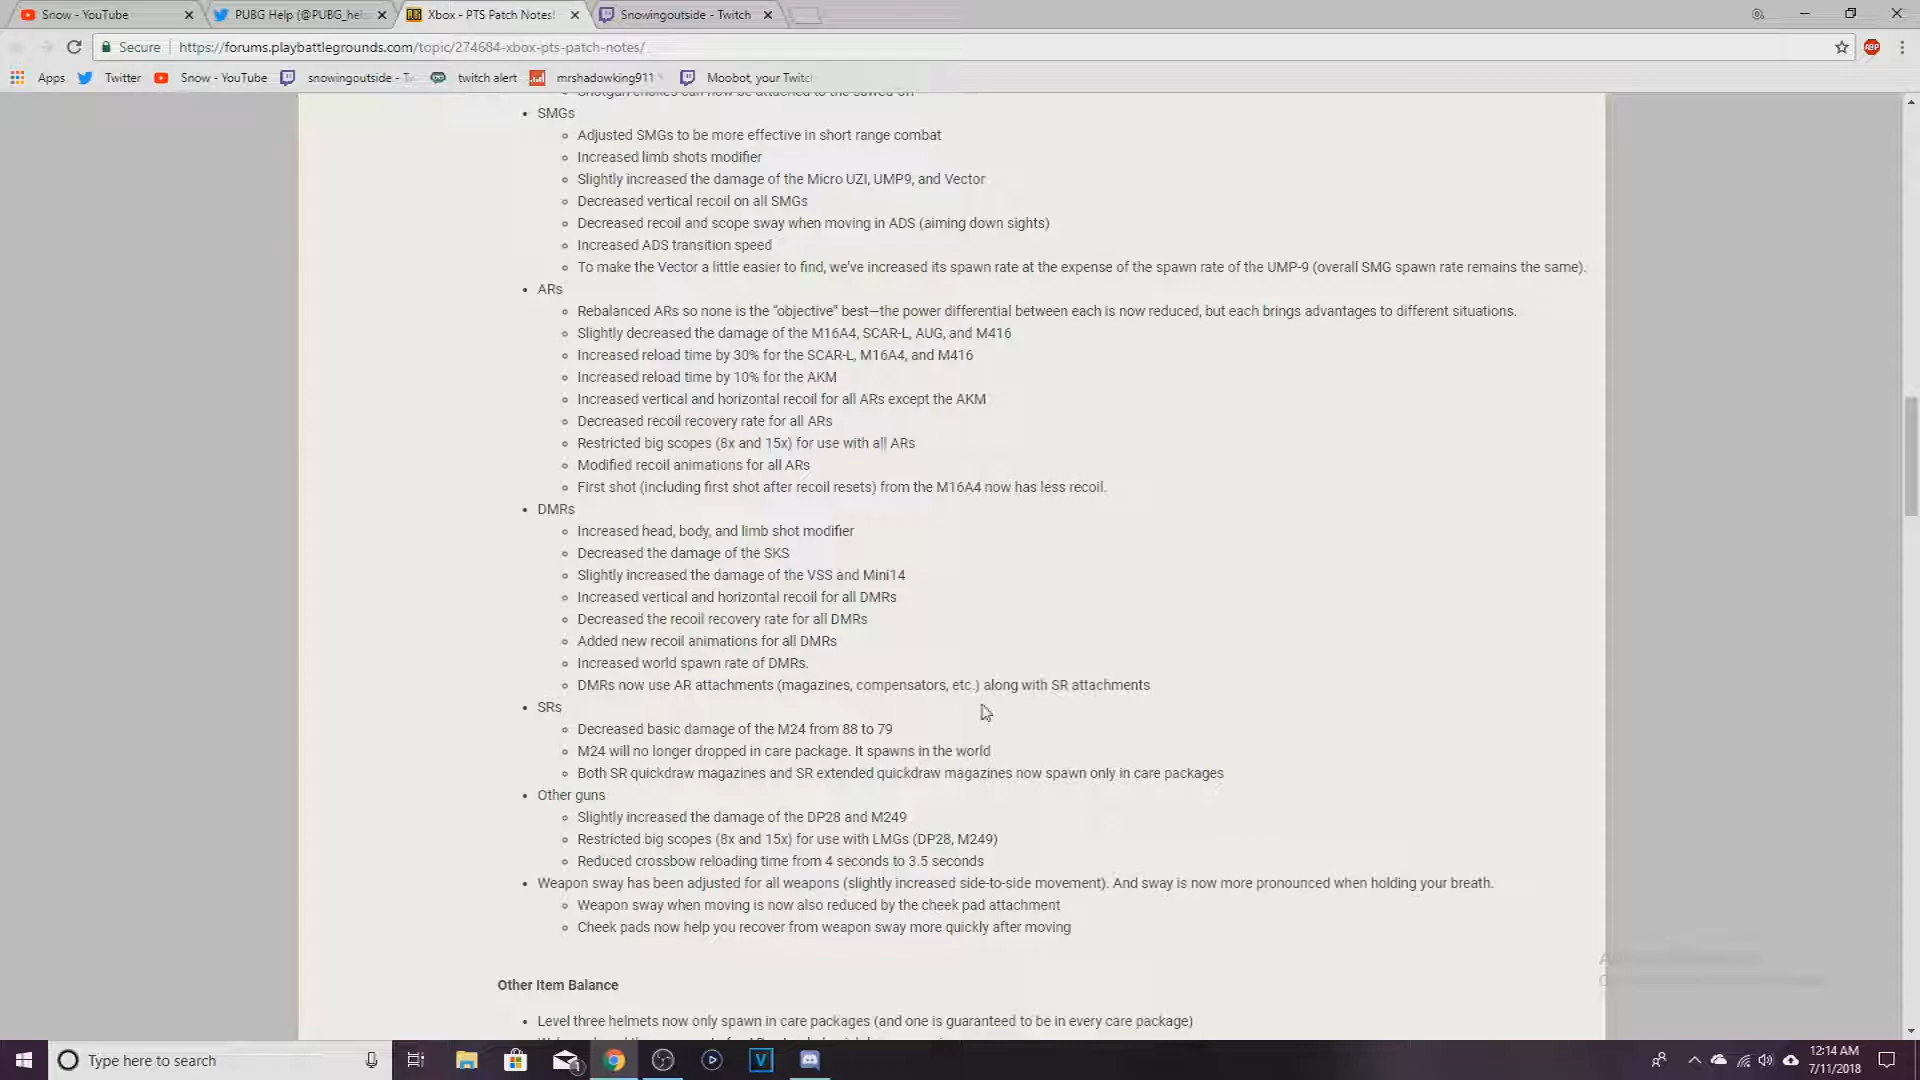 Snow - YouTube
PUBG Help (@PUBG_hel
Xbox - PTS Patch Notes!
Snowingoutside - Twitch
Secure
https://forums.playbattlegrounds.com/topic/274684-xbox-pts-patch-notes/
ABP
Apps
Twitter
Snow - YouTube
snowingoutside - Tw
twitch alert
mrshadowking911
Moobot, your Twitc
Shotgun chokes can now be attached to the sawed off
SMGs
Adjusted SMGs to be more effective in short range combat
Increased limb shots modifier
Slightly increased the damage of the Micro UZI, UMP9, and Vector
Decreased vertical recoil on all SMGs
Decreased recoil and scope sway when moving in ADS (aiming down sights)
Increased ADS transition speed
To make the Vector a little easier to find, we've increased its spawn rate at the expense of the spawn rate of the UMP-9 (overall SMG spawn rate remains the same).
ARs
Rebalanced ARs so none is the "objective" best—the power differential between each is now reduced, but each brings advantages to different situations.
Slightly decreased the damage of the M16A4, SCAR-L, AUG, and M416
Increased reload time by 30% for the SCAR-L, M16A4, and M416
Increased reload time by 10% for the AKM
Increased vertical and horizontal recoil for all ARs except the AKM
Decreased recoil recovery rate for all ARs
Restricted big scopes (8x and 15x) for use with all ARs
Modified recoil animations for all ARs
First shot (including first shot after recoil resets) from the M16A4 now has less recoil.
DMRs
Increased head, body, and limb shot modifier
Decreased the damage of the SKS
Slightly increased the damage of the VSS and Mini14
Increased vertical and horizontal recoil for all DMRs
Decreased the recoil recovery rate for all DMRs
Added new recoil animations for all DMRs
Increased world spawn rate of DMRs.
DMRs now use AR attachments (magazines, compensators, etc.) along with SR attachments
SRs
Decreased basic damage of the M24 from 88 to 79
M24 will no longer dropped in care package. It spawns in the world
Both SR quickdraw magazines and SR extended quickdraw magazines now spawn only in care packages
Other guns
Slightly increased the damage of the DP28 and M249
Restricted big scopes (8x and 15x) for use with LMGs (DP28, M249)
Reduced crossbow reloading time from 4 seconds to 3.5 seconds
Weapon sway has been adjusted for all weapons (slightly increased side-to-side movement). And sway is now more pronounced when holding your breath.
Weapon sway when moving is now also reduced by the cheek pad attachment
Cheek pads now help you recover from weapon sway more quickly after moving
Other Item Balance
Level three helmets now only spawn in care packages (and one is guaranteed to be in every care package)
Type here to search
12:14 AM
7/11/2018